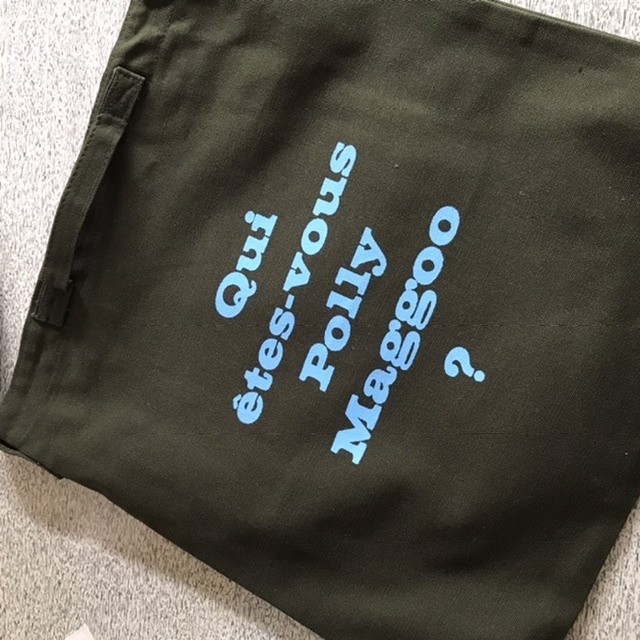 Qui
êtes-vous
Polly
Maggoo
?